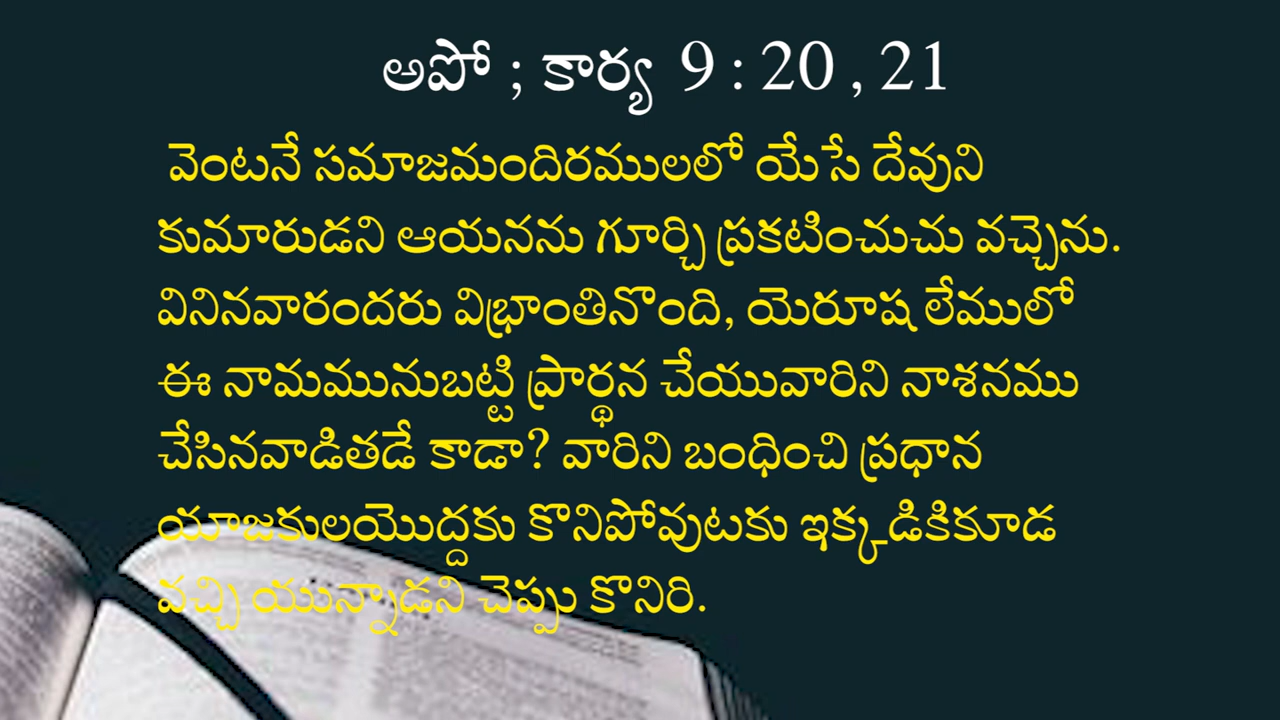 అపో ; కార్య 9 : 20 , 21
వెంటనే సమాజమందిరములలో యేసే దేవుని
కుమారుడని ఆయనను గూర్చి ప్రకటించుచు వచ్చెను.
వినినవారందరు విభ్రాంతినొంది, యెరూష లేములో
ఈ నామమునుబట్టి ప్రార్థన చేయువారిని నాశనము
చేసినవాడితడే కాడా? వారిని బంధించి ప్రధాన
యాజకులయొద్దకు కొనిపోవుటకు ఇక్కడికికూడ
వచ్చి యున్నాడని చెప్పు కొనిరి.